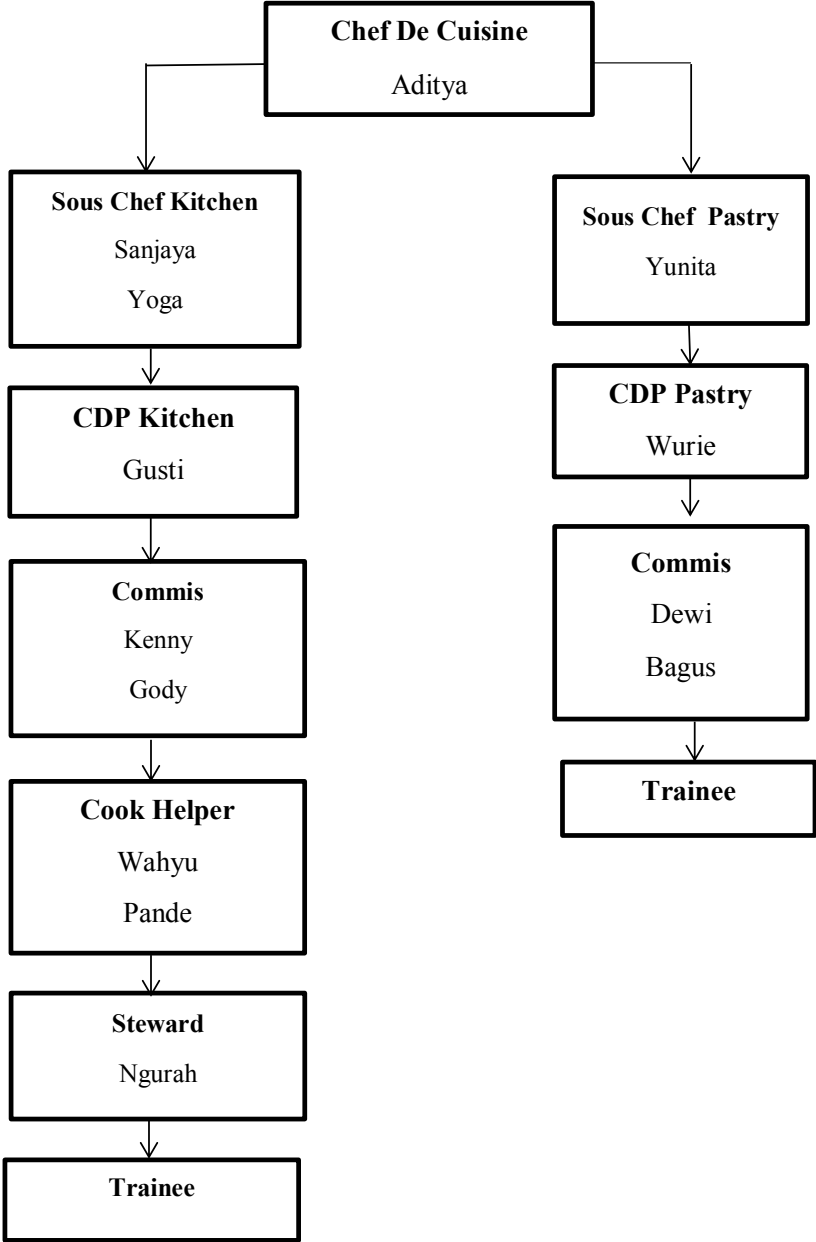 Chef De Cuisine
Aditya
Sous Chef Kitchen
Sanjaya
Yoga
CDP Kitchen
Gusti
Commis
Kenny
Gody
Cook Helper
Wahyu
Pande
Steward
Ngurah
Trainee
Sous Chef Pastry
Yunita
CDP Pastry
Wurie
Commis
Dewi
Bagus
Trainee